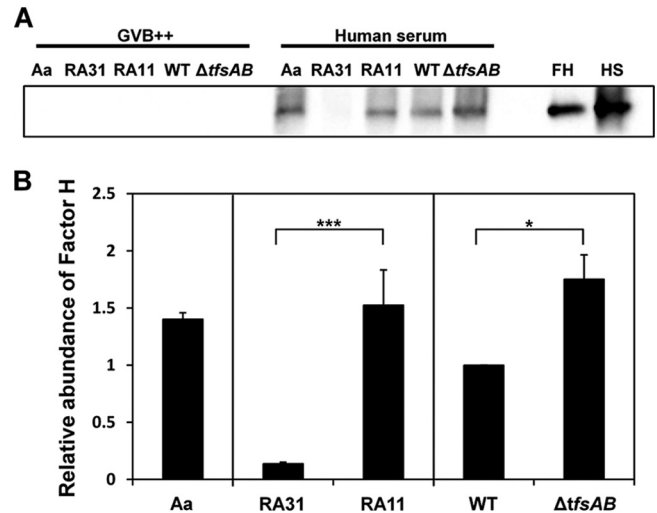 A
GVB++ Human serum
Aa RA31 RA11 WT ΔtfsAB Aa RA31 RA11 WT ΔtfsAB FH HS
B
Relative abundance of Factor H
2.5
2
1.5
1
0.5
0
*** *
Aa RA31 RA11 WT ΔtfsAB